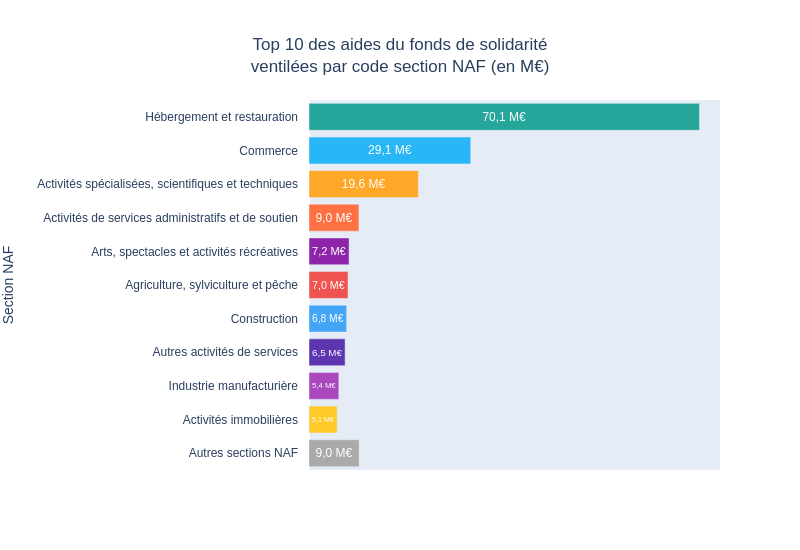 Top 10 des aides du fonds de solidarité
ventilées par code section NAF (en M€)
Section NAF
Hébergement et restauration 70,1 M€
Commerce 29,1 M€
Activités spécialisées, scientifiques et techniques 19,6 M€
Activités de services administratifs et de soutien 9,0 M€
Arts, spectacles et activités récréatives 7,2 M€
Agriculture, sylviculture et pêche 7,0 M€
Construction 6,8 M€
Autres activités de services 6,5 M€
Industrie manufacturière 5,4 M€
Activités immobilières 5,1 M€
Autres sections NAF 9,0 M€